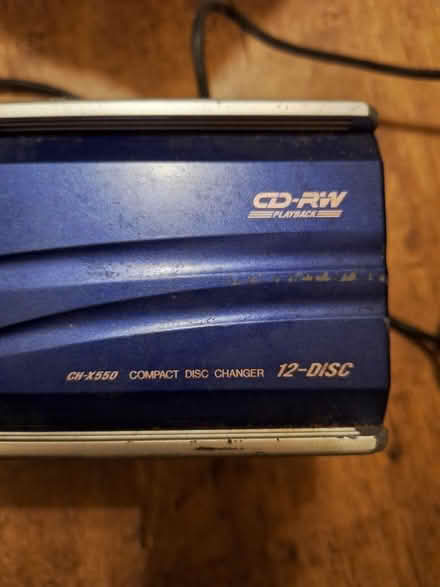 CD-RW
PLAYBACK
CH-X550 COMPACT DISC CHANGER 12-DISC